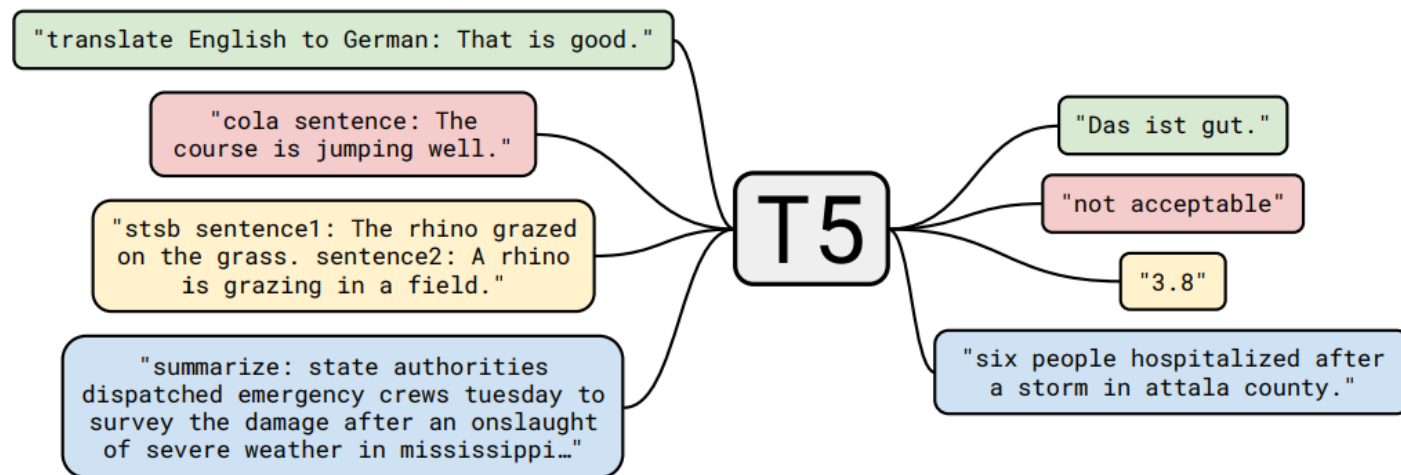 "translate English to German: That is good."
"cola sentence: The
course is jumping well."
"stsb sentence1: The rhino grazed
on the grass. sentence2: A rhino
is grazing in a field."
"summarize: state authorities
dispatched emergency crews tuesday to
survey the damage after an onslaught
of severe weather in mississippi…"
T5
"Das ist gut."
"not acceptable"
"3.8"
"six people hospitalized after
a storm in attala county."